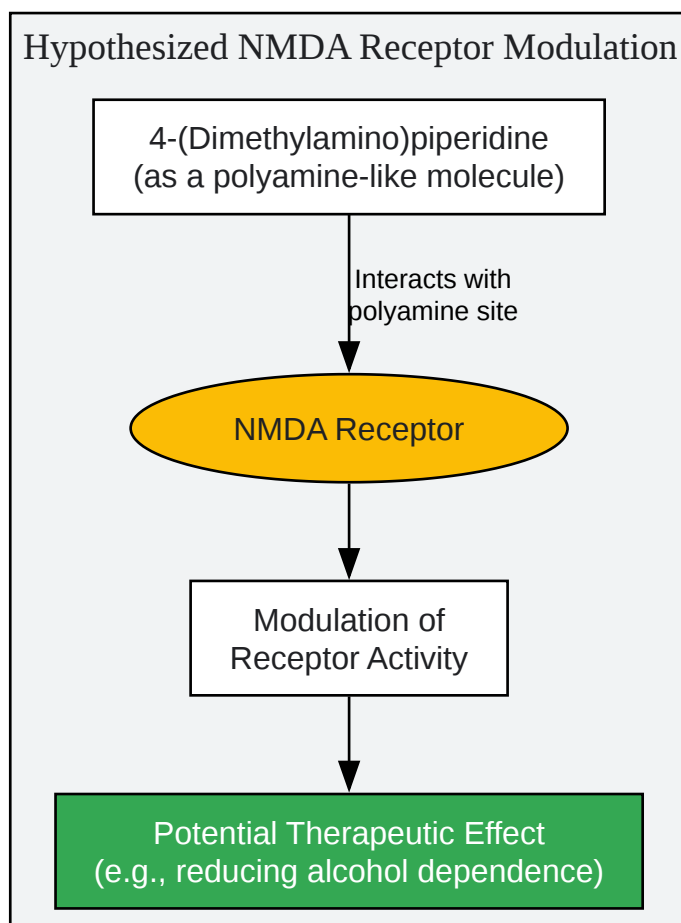 Hypothesized NMDA Receptor Modulation
4-(Dimethylamino)piperidine
(as a polyamine-like molecule)
Interacts with
polyamine site
NMDA Receptor
Modulation of
Receptor Activity
Potential Therapeutic Effect
(e.g., reducing alcohol dependence)